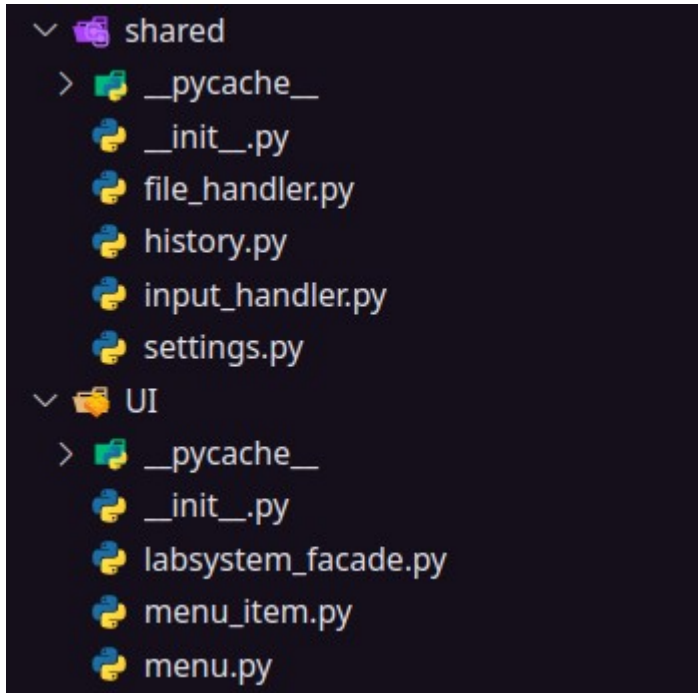 shared
__pycache__
__init__.py
file_handler.py
history.py
input_handler.py
settings.py
UI
__pycache__
__init__.py
labsystem_facade.py
menu_item.py
menu.py